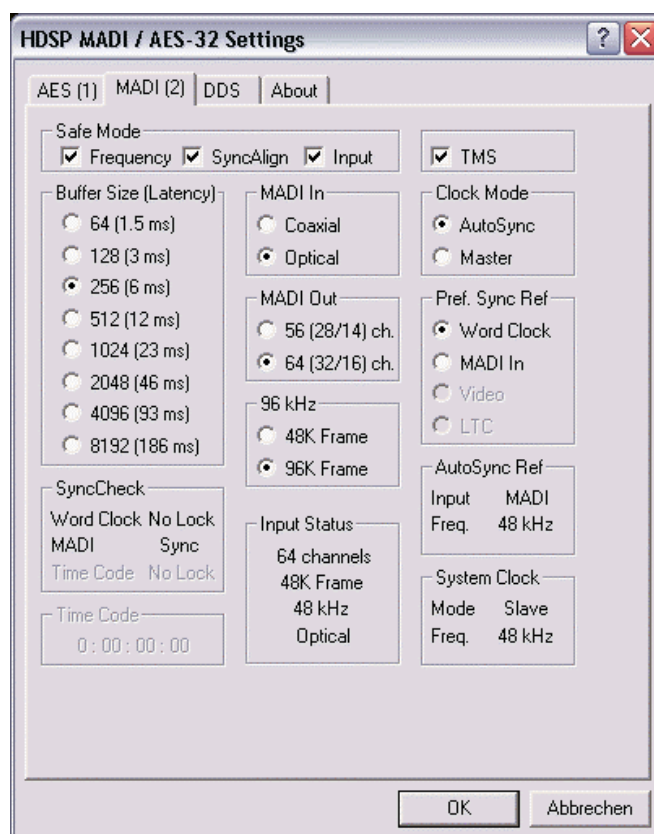 HDSP MADI / AES-32 Settings
AES (1) MADI (2) DDS About
Safe Mode
Frequency SyncAlign Input
TMS
Buffer Size (Latency)
64 (1.5 ms)
128 (3 ms)
256 (6 ms)
512 (12 ms)
1024 (23 ms)
2048 (46 ms)
4096 (93 ms)
8192 (186 ms)
SyncCheck
Word Clock No Lock
MADI Sync
Time Code No Lock
Time Code
0 : 00 : 00 : 00
MADI In
Coaxial
Optical
MADI Out
56 (28/14) ch.
64 (32/16) ch.
96 kHz
48K Frame
96K Frame
Input Status
64 channels
48K Frame
48 kHz
Optical
Clock Mode
AutoSync
Master
Pref. Sync Ref
Word Clock
MADI In
Video
LTC
AutoSync Ref
Input MADI
Freq. 48 kHz
System Clock
Mode Slave
Freq. 48 kHz
OK Abbrechen